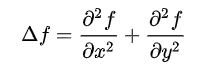 Δf = ∂²f/∂x² + ∂²f/∂y²